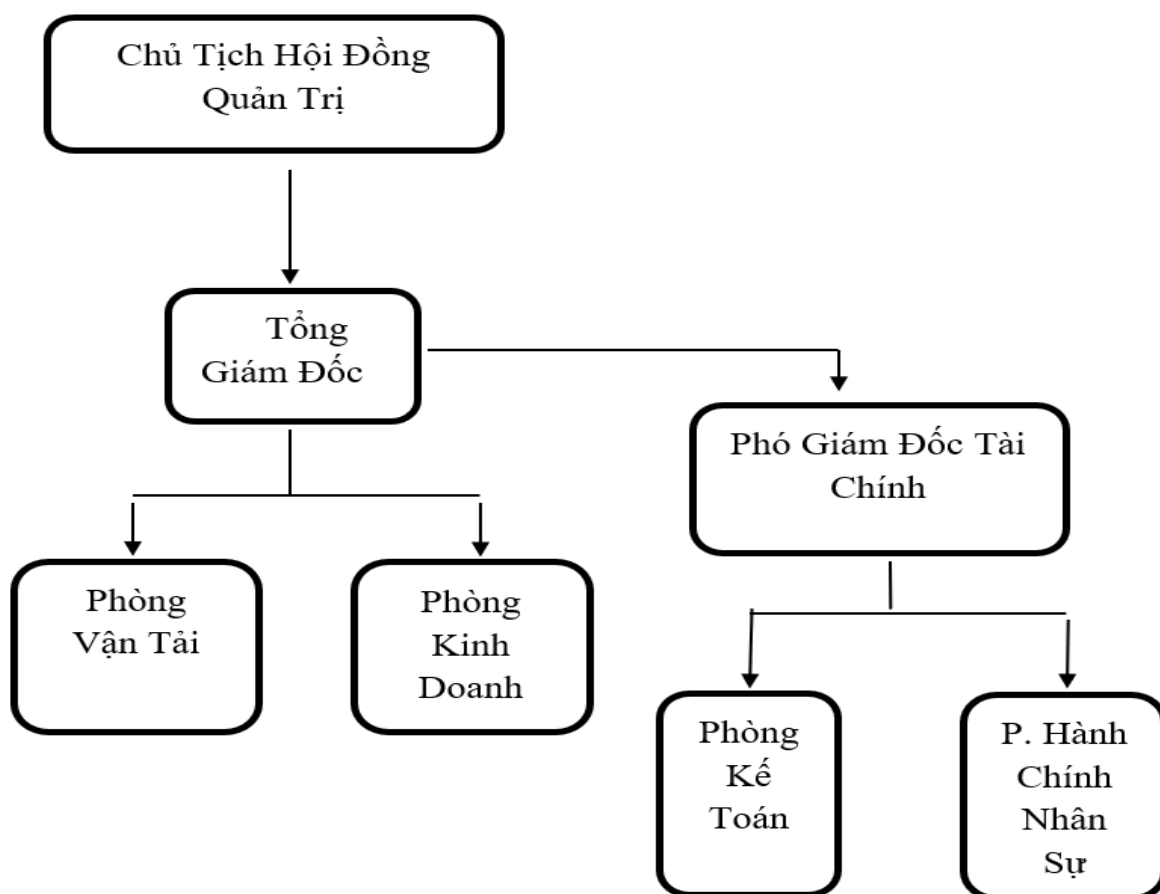 Chủ Tịch Hội Đồng
Quản Trị
Tổng
Giám Đốc
Phó Giám Đốc Tài
Chính
Phòng
Vận Tải
Phòng
Kinh
Doanh
Phòng
Kế
Toán
P. Hành
Chính
Nhân
Sự